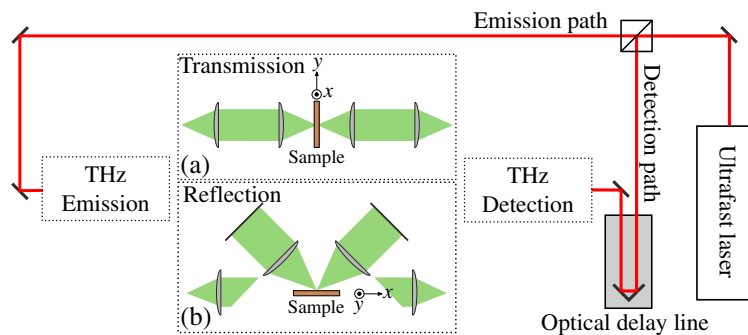 Emission path
Transmission
y
x
Sample
(a)
THz
Emission
Reflection
Sample
y
x
(b)
THz
Detection
Detection path
Ultrafast laser
Optical delay line